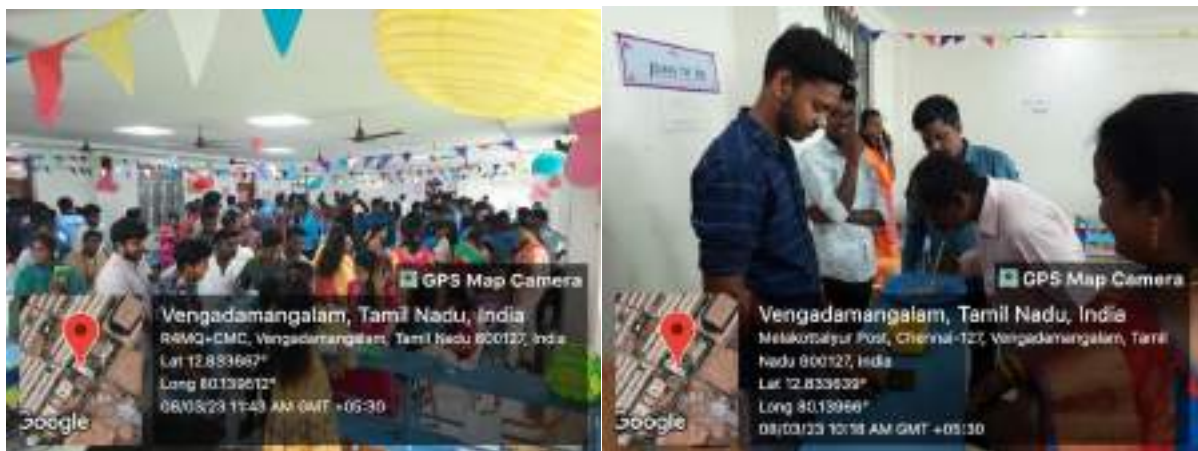 GPS Map Camera
Vengadamangalam, Tamil Nadu, India
R4MQ+CMC, Vengadamangalam, Tamil Nadu 600127, India
Lat 12.833667°
Long 80.139612°
08/03/23 11:43 AM GMT +05:30
Google
GPS Map Camera
Vengadamangalam, Tamil Nadu, India
Melakottaiyur Post, Chennai-127, Vengadamangalam, Tamil
Nadu 600127, India
Lat 12.833639°
Long 80.13966°
08/03/23 10:18 AM GMT +05:30
Google